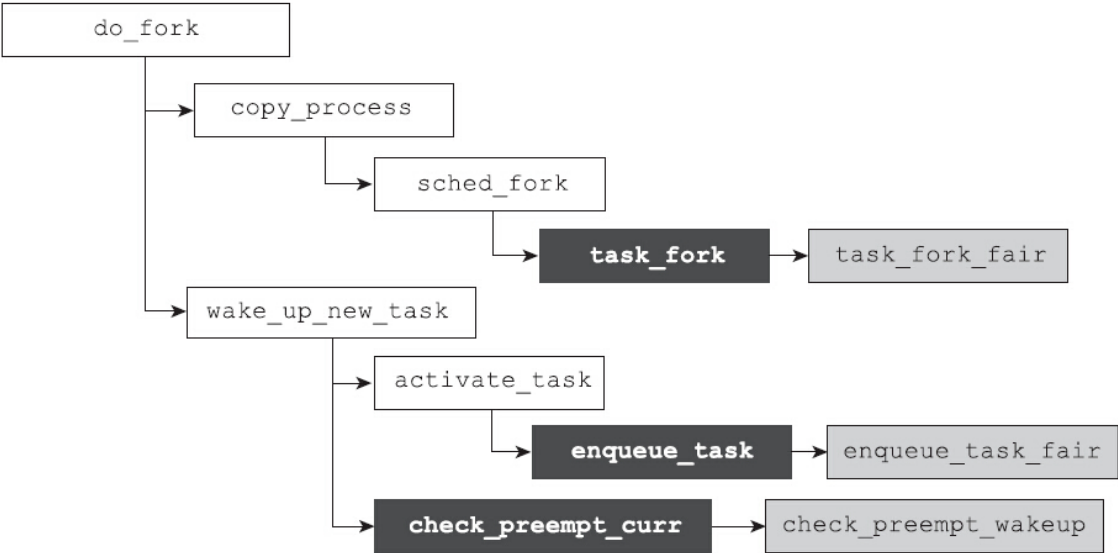 do_fork
copy_process
sched_fork
task_fork
task_fork_fair
wake_up_new_task
activate_task
enqueue_task
enqueue_task_fair
check_preempt_curr
check_preempt_wakeup